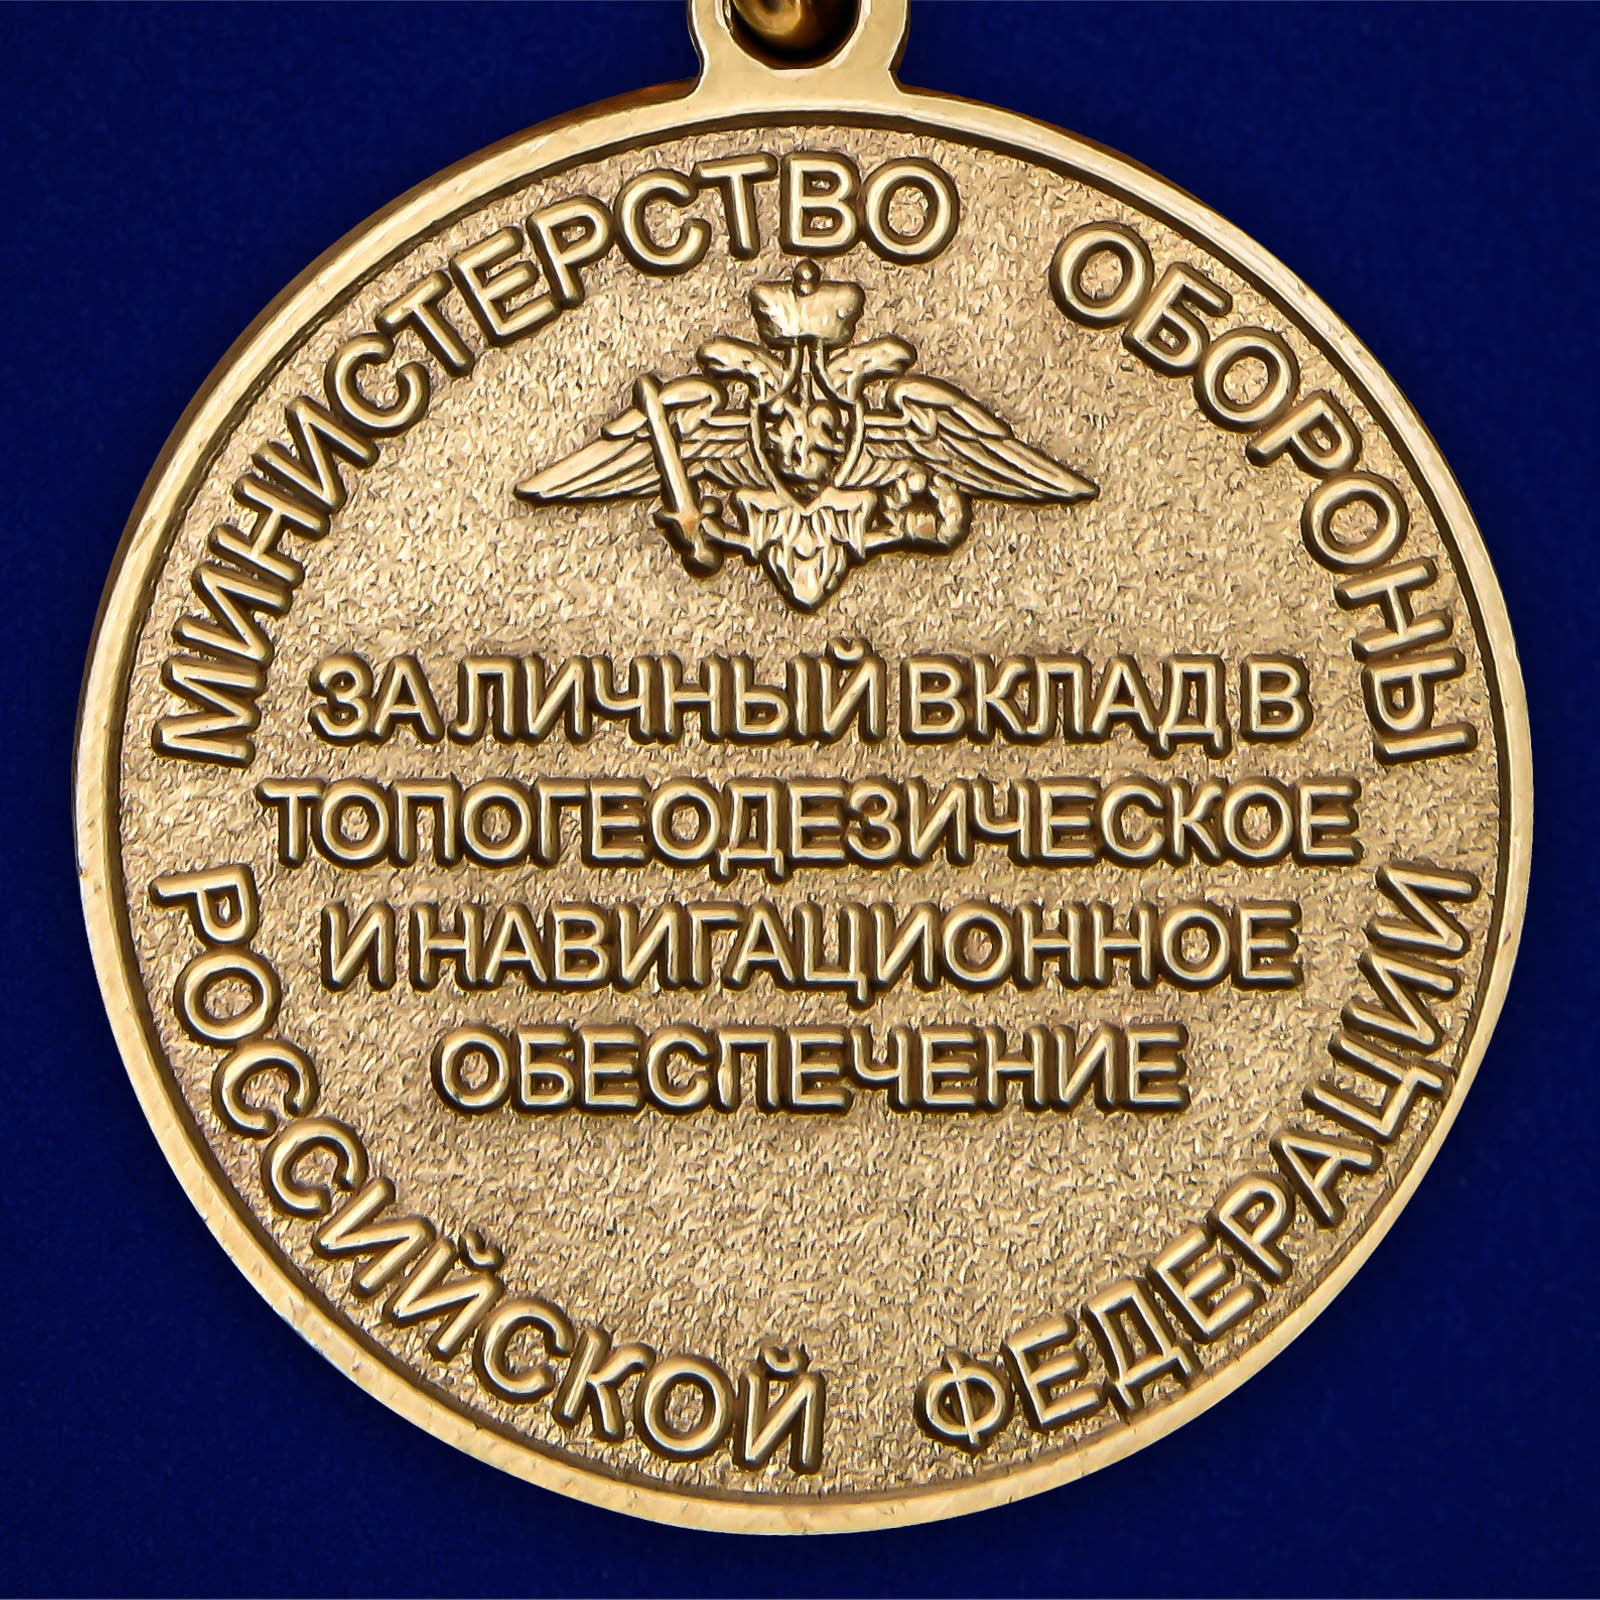 МИНИСТЕРСТВО ОБОРОНЫ
ЗА ЛИЧНЫЙ ВКЛАД В
ТОПОГЕОДЕЗИЧЕСКОЕ
И НАВИГАЦИОННОЕ
ОБЕСПЕЧЕНИЕ
РОССИЙСКОЙ ФЕДЕРАЦИИ